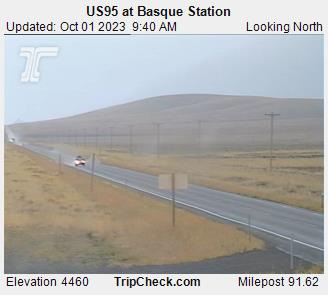 US95 at Basque Station
Updated: Oct 01 2023 9:40 AM Looking North
Elevation 4460 TripCheck.com Milepost 91.62